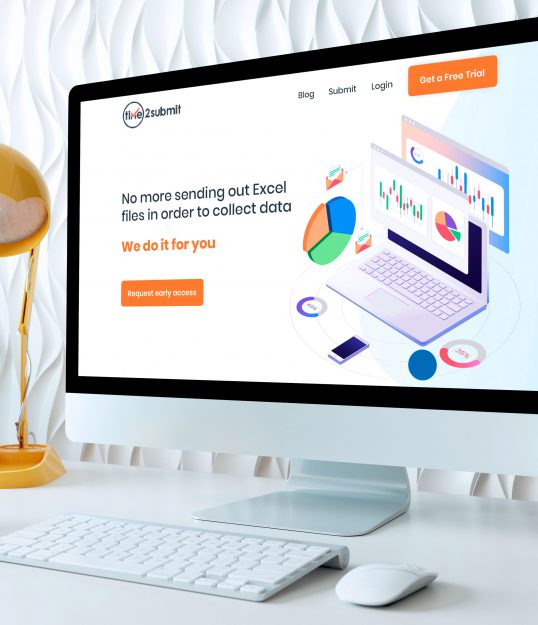 time2submit
Blog Submit Login Get a Free Trial
No more sending out Excel
files in order to collect data
We do it for you
Request early access
35%